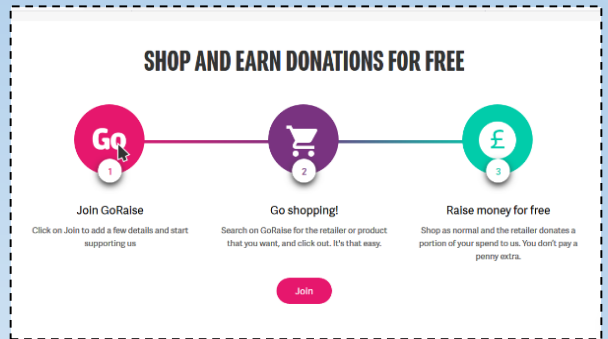 SHOP AND EARN DONATIONS FOR FREE
Go
1
2
£
3
Join GoRaise
Click on Join to add a few details and start
supporting us
Go shopping!
Search on GoRaise for the retailer or product
that you want, and click out. It's that easy.
Raise money for free
Shop as normal and the retailer donates a
portion of your spend to us. You don't pay a
penny extra.
Join